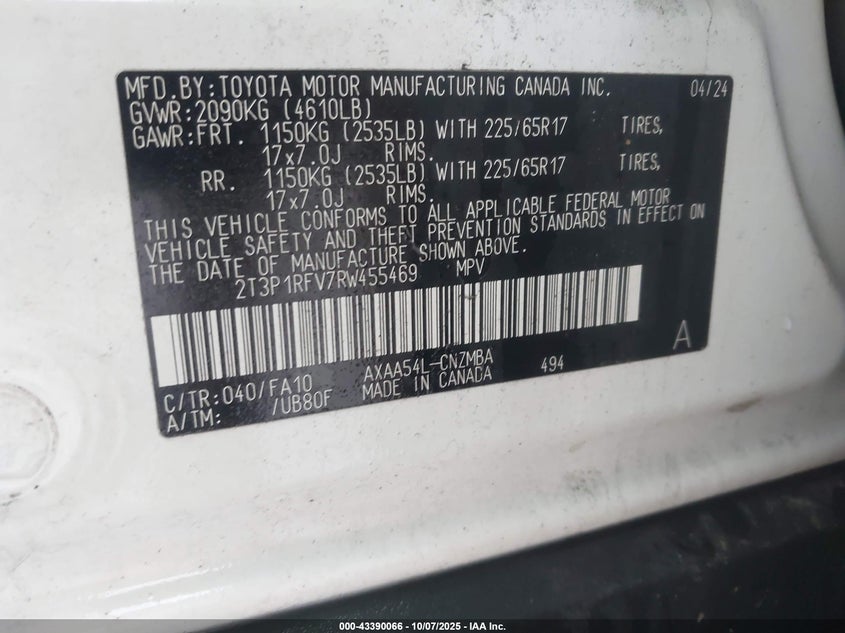 MFD.BY:TOYOTA MOTOR MANUFACTURING CANADA INC. 04/24
GVWR:2090KG (4610LB)
GAWR:FRT. 1150KG (2535LB) WITH 225/65R17 TIRES,
17x7.0J RIMS.
RR. 1150KG (2535LB) WITH 225/65R17 TIRES,
17x7.0J RIMS.
THIS VEHICLE CONFORMS TO ALL APPLICABLE FEDERAL MOTOR
VEHICLE SAFETY AND THEFT PREVENTION STANDARDS IN EFFECT ON
THE DATE OF MANUFACTURE SHOWN ABOVE.
2T3P1RFV7RW455469 MPV
A
C/TR:040/FA10 AXAA54L-CNZMBA 494
A/TM: /UB80F MADE IN CANADA
000-43390066 - 10/07/2025 - IAA Inc.